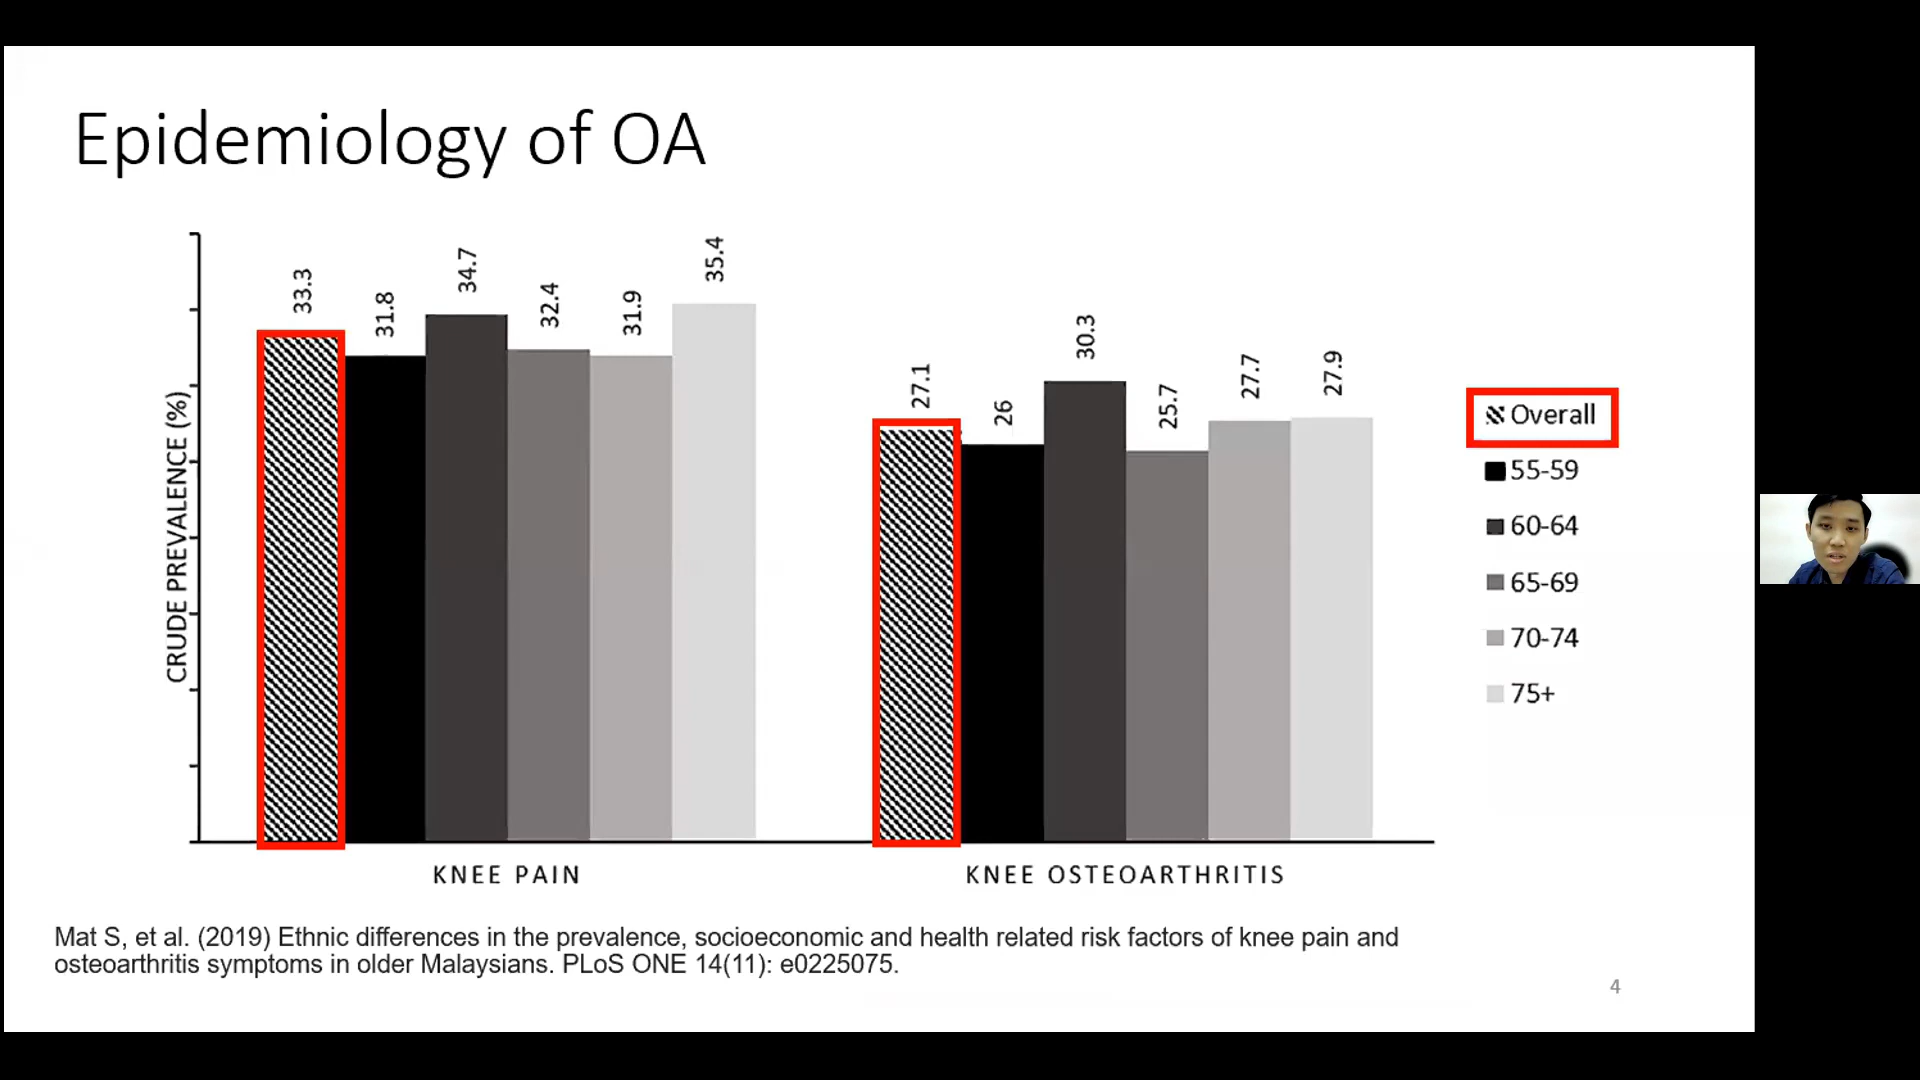 Epidemiology of OA
CRUDE PREVALENCE (%)
33.3
31.8
34.7
32.4
31.9
35.4
27.1
26
30.3
25.7
27.7
27.9
KNEE PAIN
KNEE OSTEOARTHRITIS
Overall
55-59
60-64
65-69
70-74
75+
Mat S, et al. (2019) Ethnic differences in the prevalence, socioeconomic and health related risk factors of knee pain and
osteoarthritis symptoms in older Malaysians. PLoS ONE 14(11): e0225075.
4